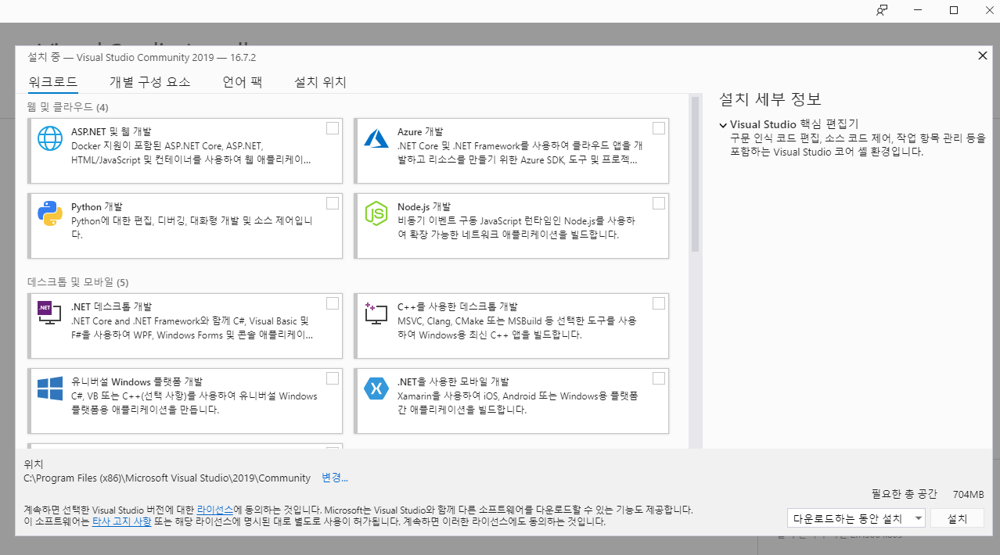 설치 중 — Visual Studio Community 2019 — 16.7.2
워크로드 개별 구성 요소 언어 팩 설치 위치
웹 및 클라우드 (4)
ASP.NET 및 웹 개발
Docker 지원이 포함된 ASP.NET Core, ASP.NET,
HTML/JavaScript 및 컨테이너를 사용하여 웹 애플리케이...
Azure 개발
.NET Core 및 .NET Framework를 사용하여 클라우드 앱을 개
발하고 리소스를 만들기 위한 Azure SDK, 도구 및 프로젝...
Python 개발
Python에 대한 편집, 디버깅, 대화형 개발 및 소스 제어입니
다.
Node.js 개발
비동기 이벤트 구동 JavaScript 런타임인 Node.js를 사용하
여 확장 가능한 네트워크 애플리케이션을 빌드합니다.
데스크톱 및 모바일 (5)
.NET 데스크톱 개발
.NET Core and .NET Framework와 함께 C#, Visual Basic 및
F#을 사용하여 WPF, Windows Forms 및 콘솔 애플리케이...
C++를 사용한 데스크톱 개발
MSVC, Clang, CMake 또는 MSBuild 등 선택한 도구를 사용
하여 Windows용 최신 C++ 앱을 빌드합니다.
유니버설 Windows 플랫폼 개발
C#, VB 또는 C++(선택 사항)를 사용하여 유니버설 Windows
플랫폼용 애플리케이션을 만듭니다.
.NET을 사용한 모바일 개발
Xamarin을 사용하여 iOS, Android 또는 Windows용 플랫폼
간 애플리케이션을 빌드합니다.
설치 세부 정보
Visual Studio 핵심 편집기
구문 인식 코드 편집, 소스 코드 제어, 작업 항목 관리 등을
포함하는 Visual Studio 코어 셸 환경입니다.
위치
C:\Program Files (x86)\Microsoft Visual Studio\2019\Community 변경...
필요한 총 공간 704MB
계속하면 선택한 Visual Studio 버전에 대한 라이선스에 동의하는 것입니다. Microsoft는 Visual Studio와 함께 다른 소프트웨어를 다운로드할 수 있는 기능도 제공합니다.
이 소프트웨어는 타사 고지 사항 또는 해당 라이선스에 명시된 대로 별도로 사용이 허가됩니다. 계속하면 이러한 라이선스에도 동의하는 것입니다.
다운로드하는 동안 설치 설치